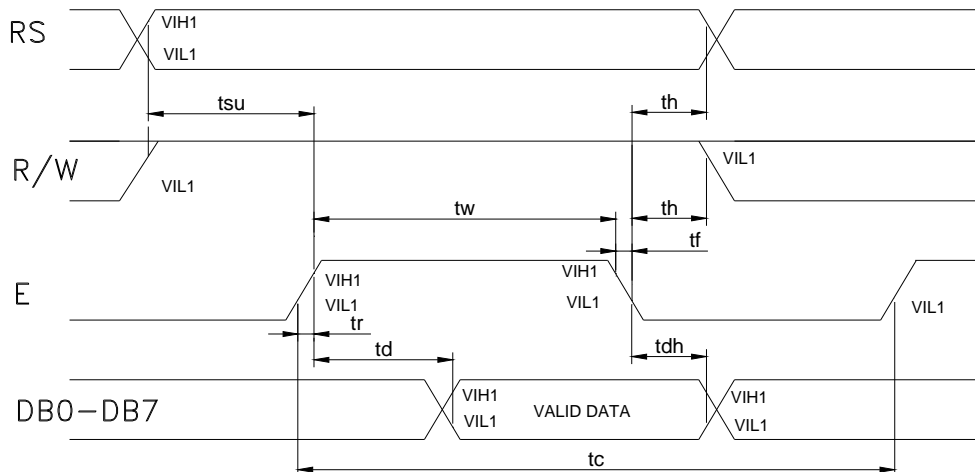 RS
VIH1
VIL1
tsu
th
R/W
VIL1
VIL1
tw
th
tf
E
VIH1
VIL1
VIH1
VIL1
VIL1
tr
td
tdh
DB0-DB7
VIH1
VIL1
VALID DATA
VIH1
VIL1
tc